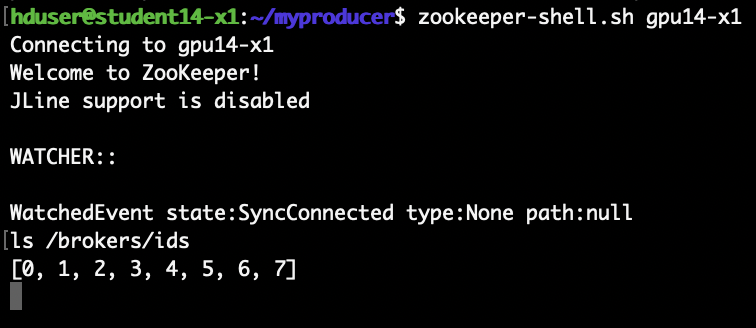 hduser@student14-x1:~/myproducer$ zookeeper-shell.sh gpu14-x1
Connecting to gpu14-x1
Welcome to ZooKeeper!
JLine support is disabled
WATCHER::
WatchedEvent state:SyncConnected type:None path:null
ls /brokers/ids
[0, 1, 2, 3, 4, 5, 6, 7]